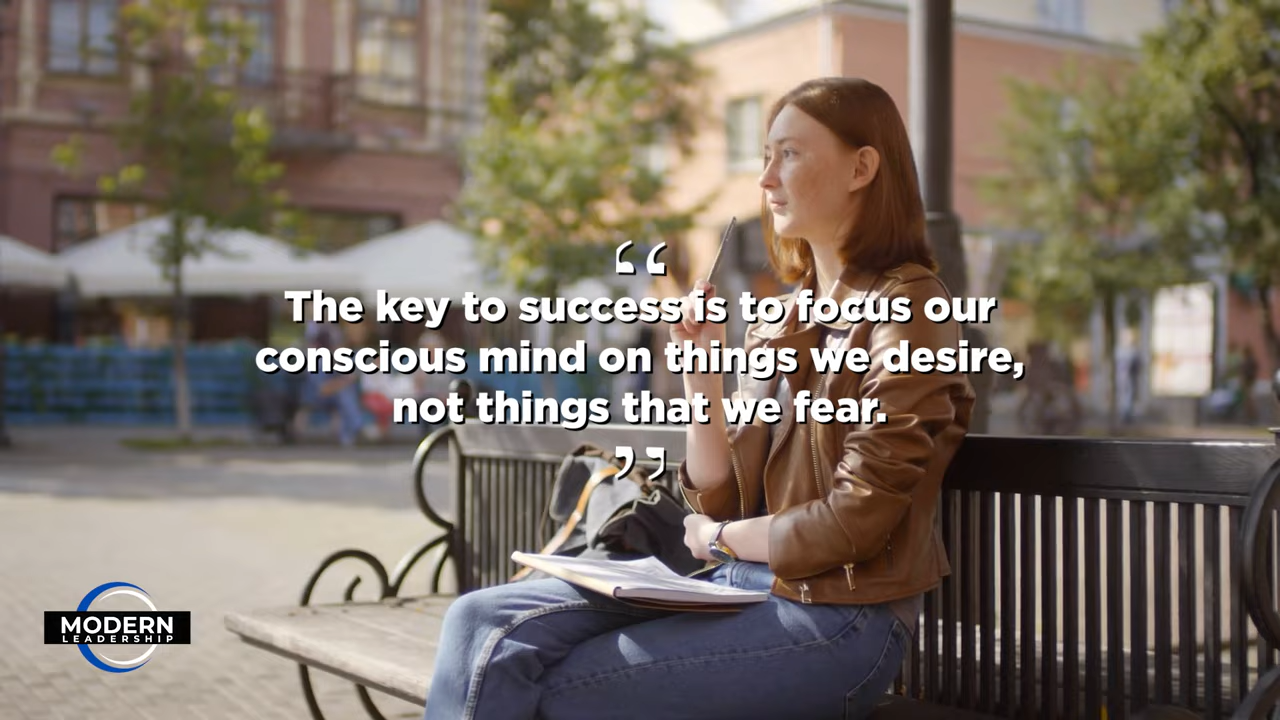 “
The key to success is to focus our
conscious mind on things we desire,
not things that we fear.
”
MODERN
LEADERSHIP